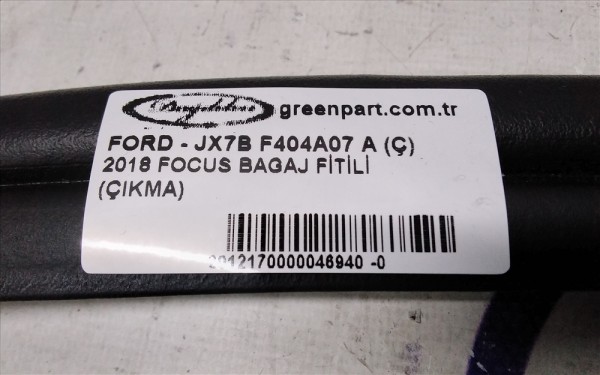 greenpart.com.tr
FORD - JX7B F404A07 A (Ç)
2018 FOCUS BAGAJ FİTİLİ
(ÇIKMA)
2012170000046940 -0